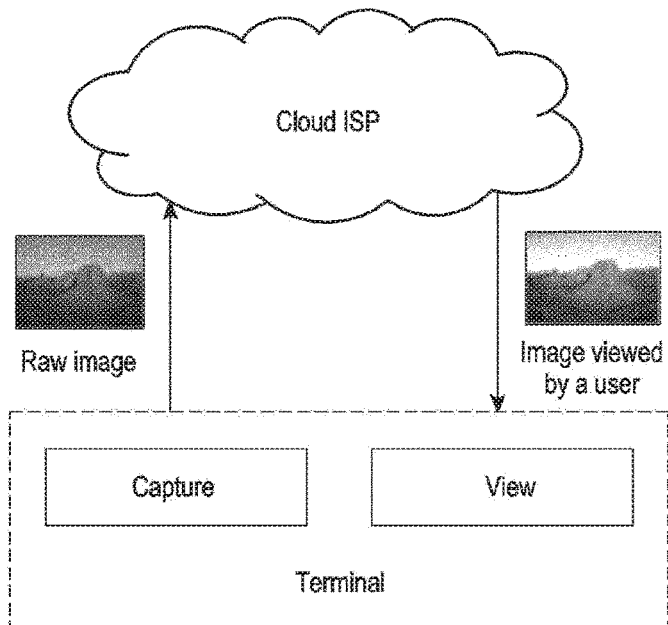 Cloud ISP
Raw image
Image viewed
by a user
Capture
View
Terminal